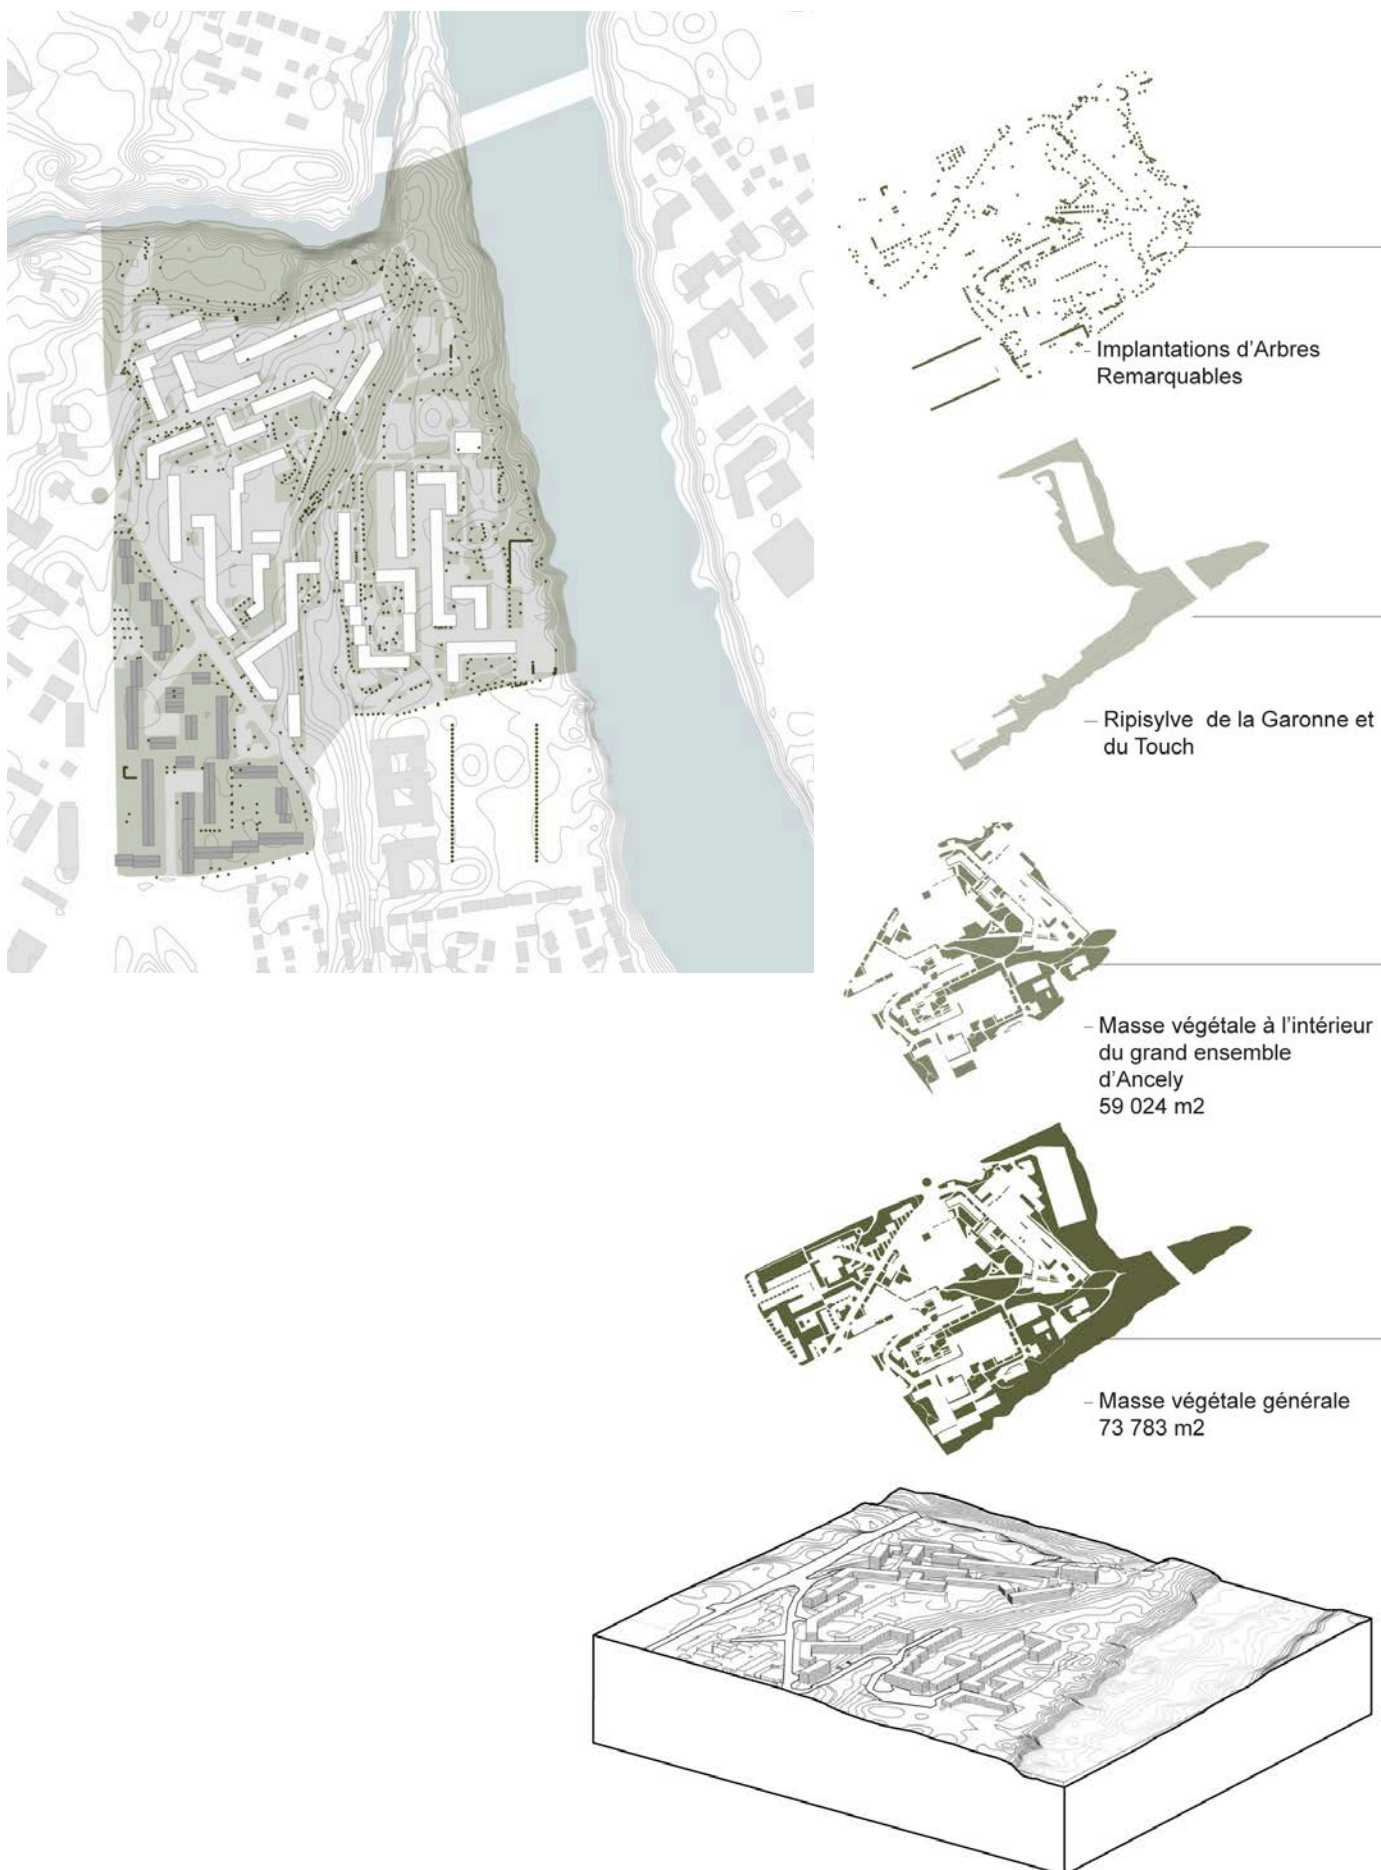 Implantations d'Arbres
Remarquables
Ripisylve de la Garonne et
du Touch
Masse végétale à l'intérieur
du grand ensemble
d'Ancely
59 024 m2
Masse végétale générale
73 783 m2